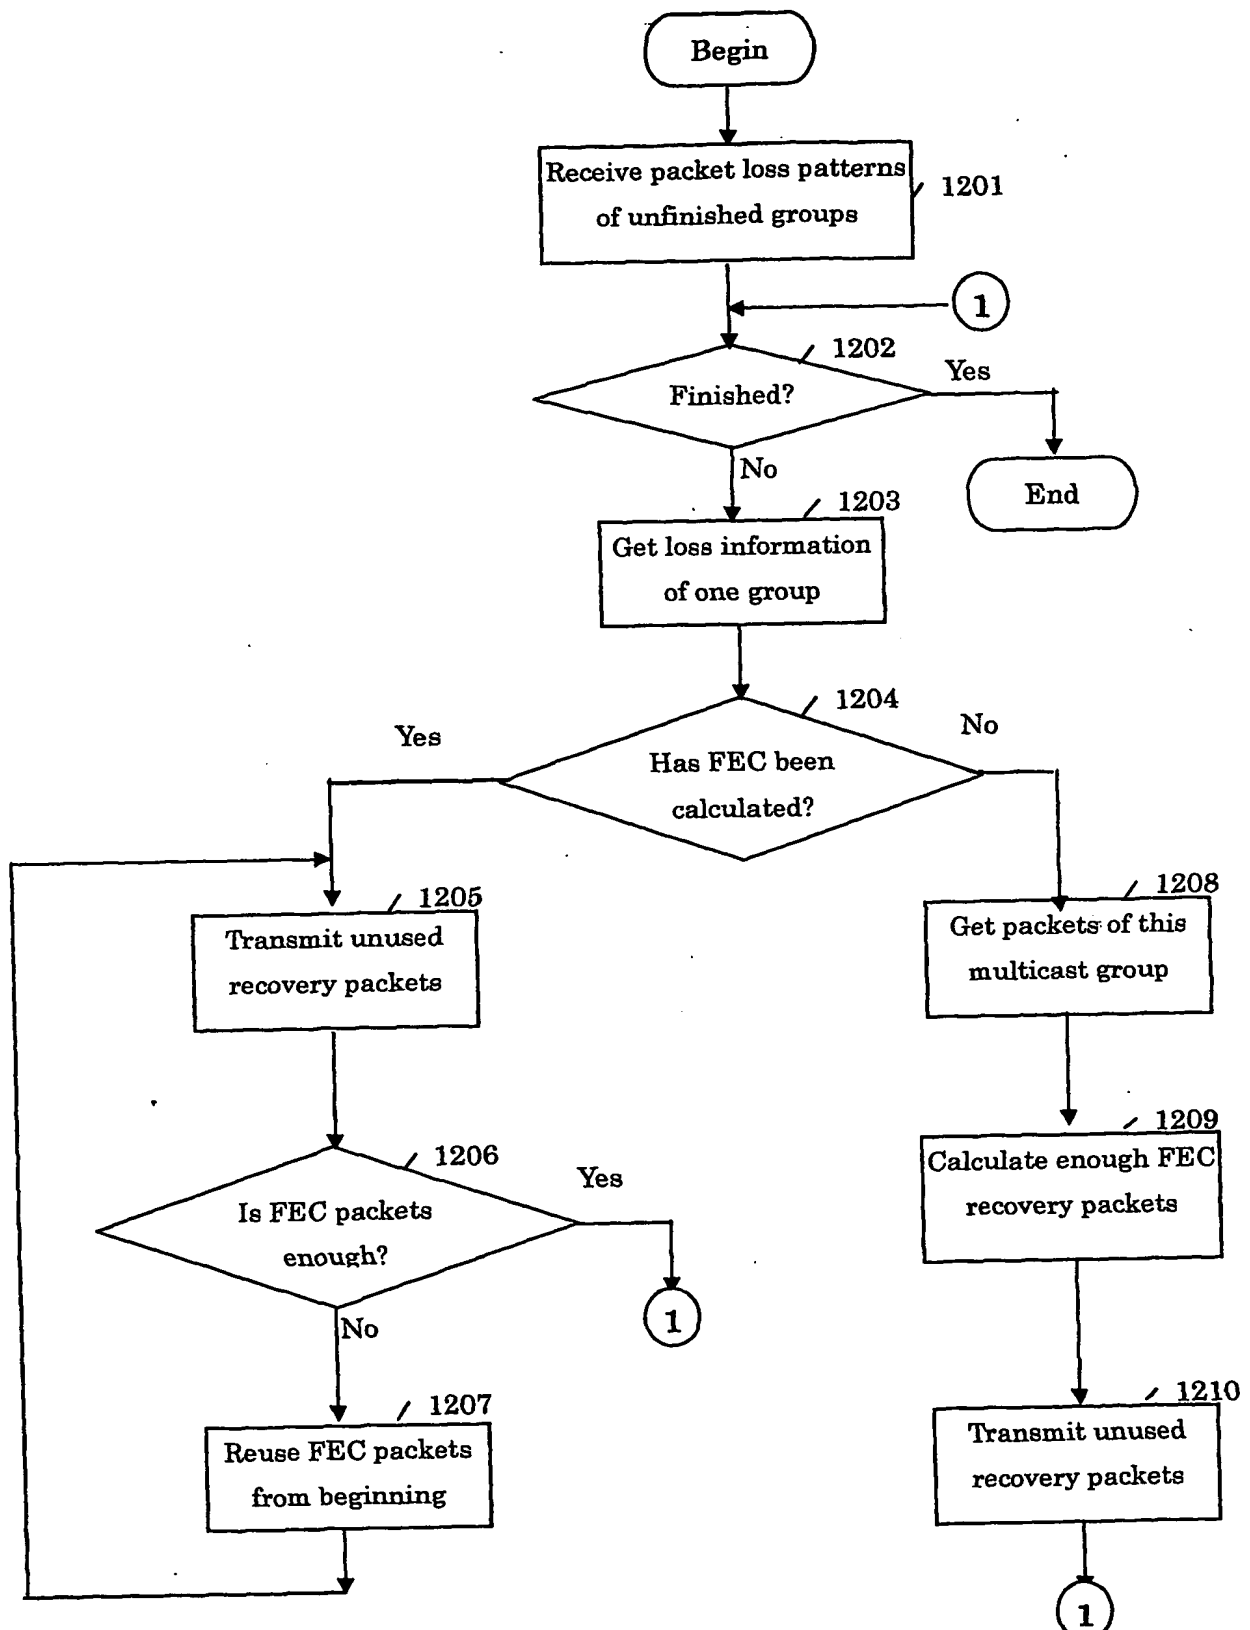 Begin
Receive packet loss patterns
of unfinished groups
1201
1
1202
Finished?
Yes
No
End
1203
Get loss information
of one group
1204
Yes
No
Has FEC been
calculated?
1205
Transmit unused
recovery packets
1208
Get packets of this
multicast group
1206
Is FEC packets
enough?
Yes
1
No
1209
Calculate enough FEC
recovery packets
1207
Reuse FEC packets
from beginning
1210
Transmit unused
recovery packets
1